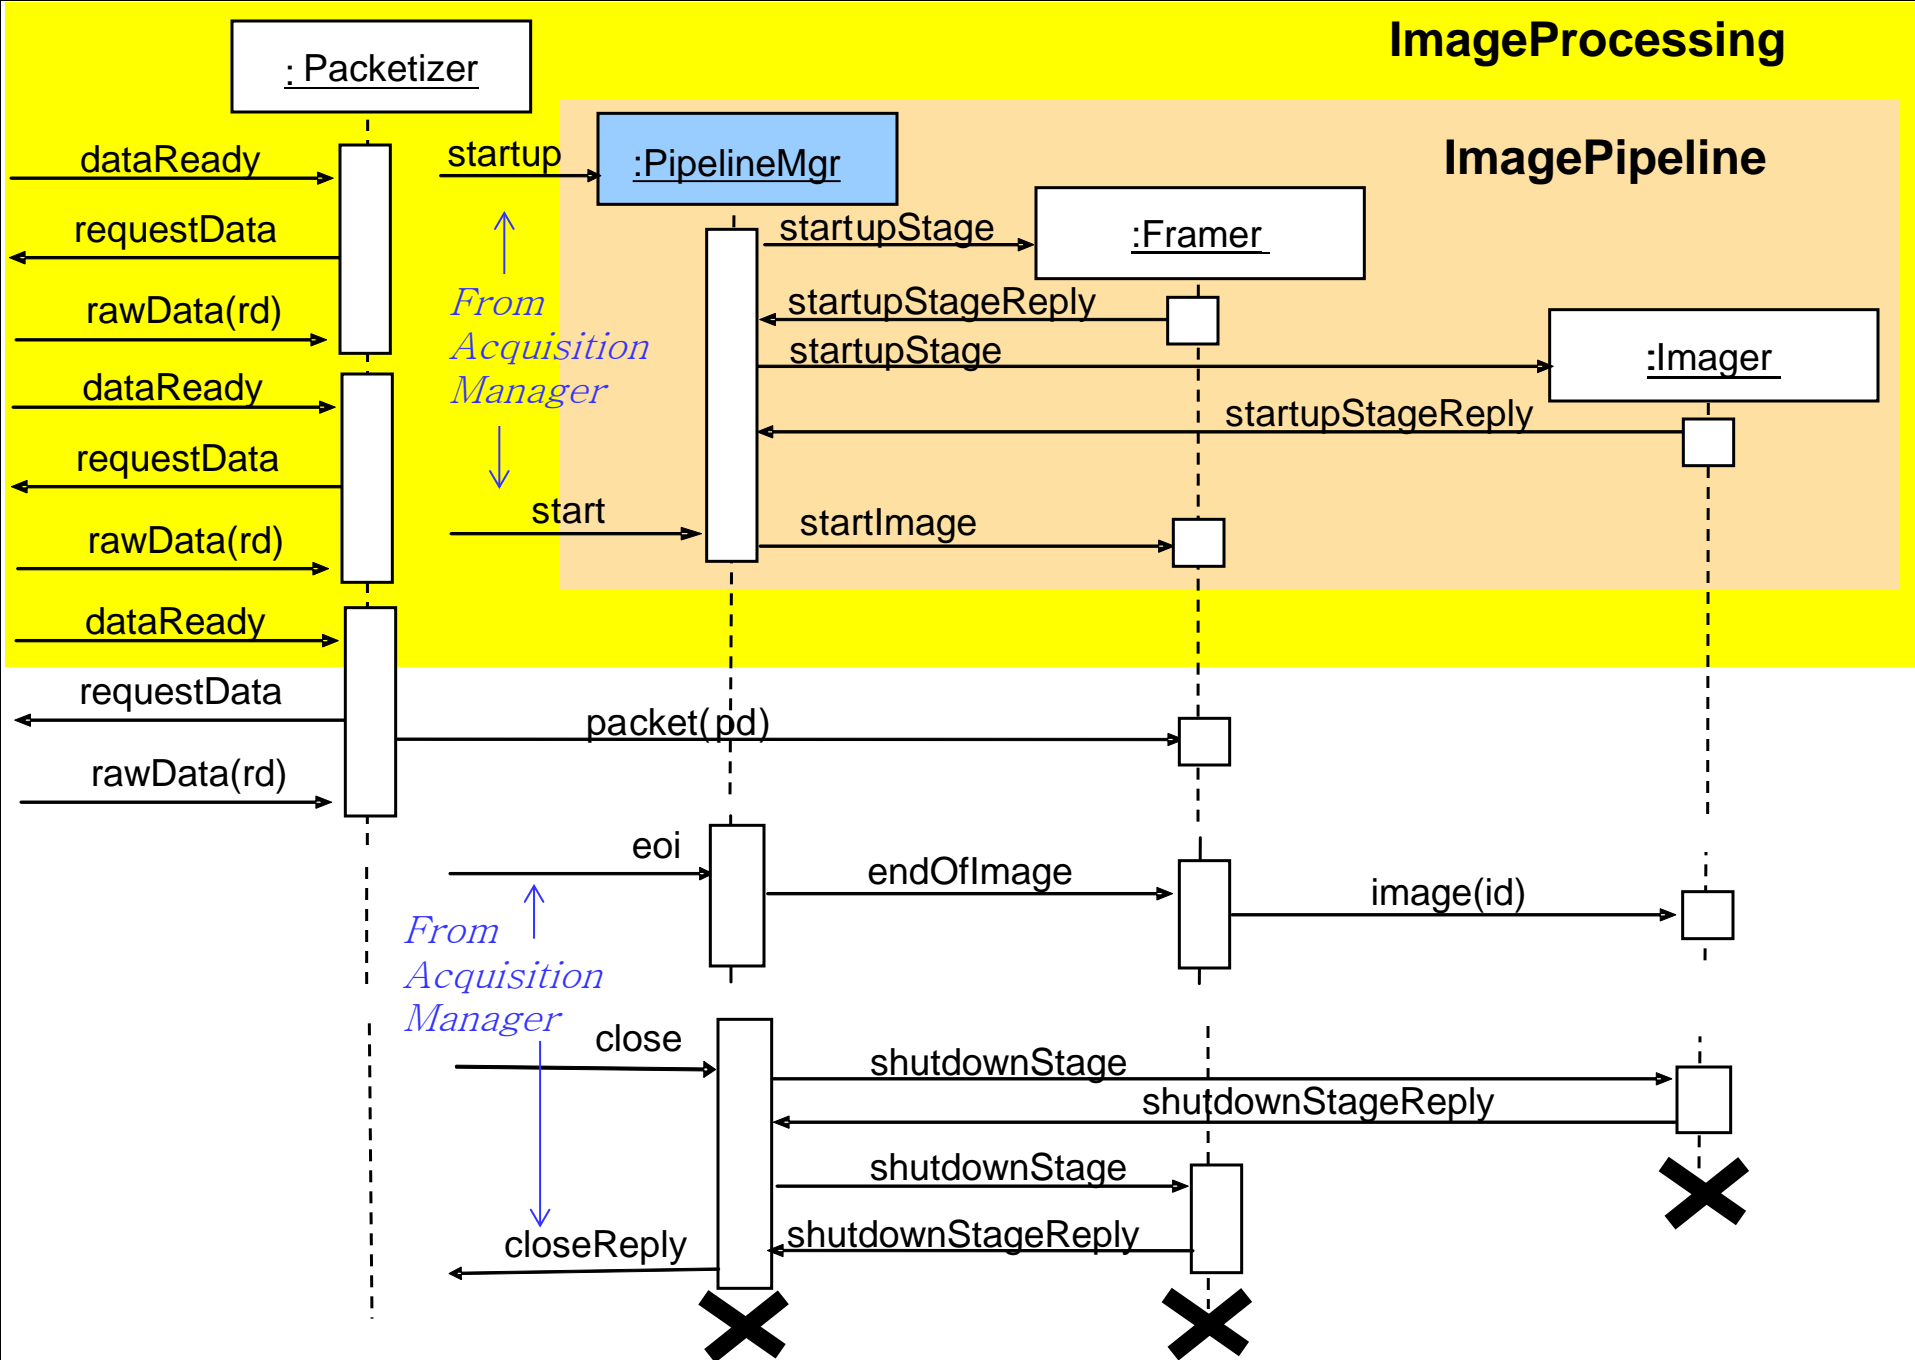 ImageProcessing
: Packetizer
ImagePipeline
dataReady
startup
:PipelineMgr
requestData
startupStage
:Framer
rawData(rd)
From
Acquisition
Manager
startupStageReply
startupStage
:Imager
dataReady
startupStageReply
requestData
start
startImage
rawData(rd)
dataReady
requestData
packet(pd)
rawData(rd)
eoi
endOfImage
image(id)
From
Acquisition
Manager
close
shutdownStage
shutdownStageReply
shutdownStage
closeReply
shutdownStageReply